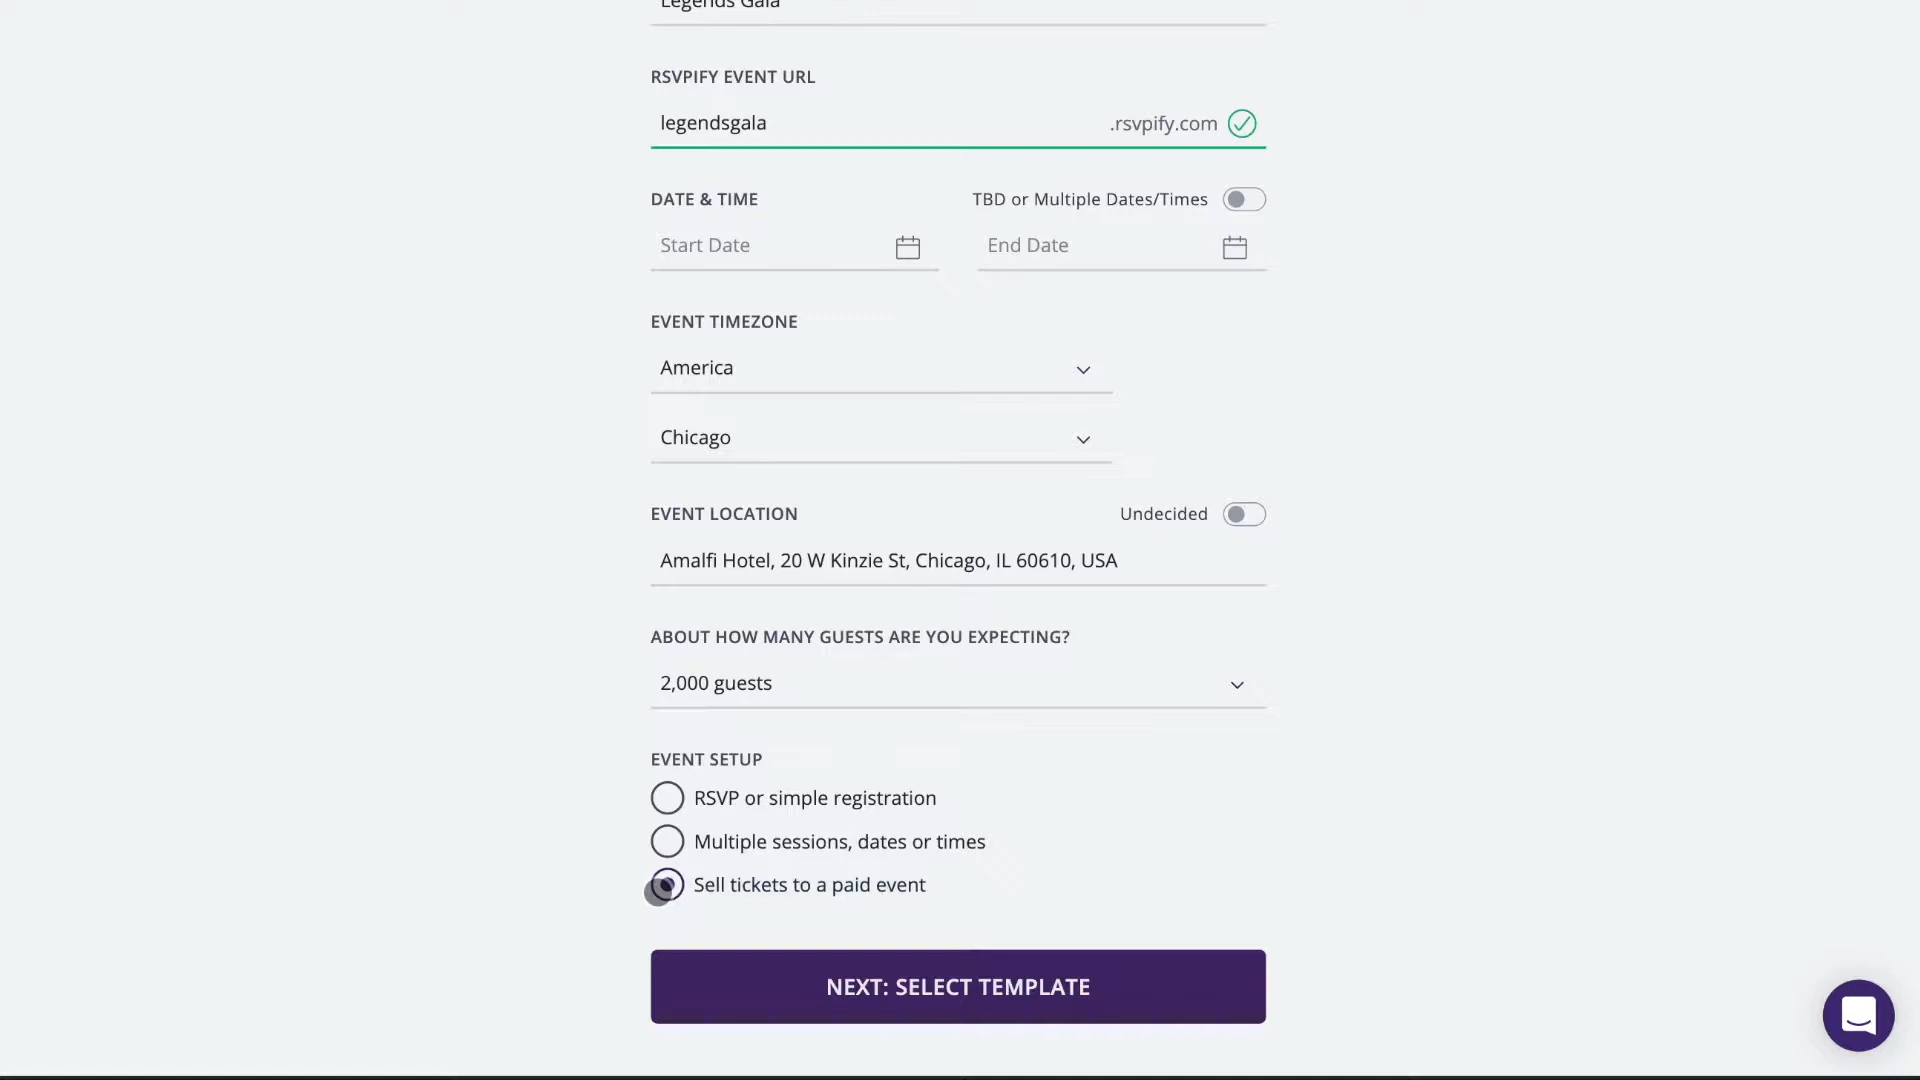 Legends Gala
RSVPIFY EVENT URL
legendsgala .rsvpify.com
DATE & TIME TBD or Multiple Dates/Times
Start Date End Date
EVENT TIMEZONE
America
Chicago
EVENT LOCATION Undecided
Amalfi Hotel, 20 W Kinzie St, Chicago, IL 60610, USA
ABOUT HOW MANY GUESTS ARE YOU EXPECTING?
2,000 guests
EVENT SETUP
RSVP or simple registration
Multiple sessions, dates or times
Sell tickets to a paid event
NEXT: SELECT TEMPLATE